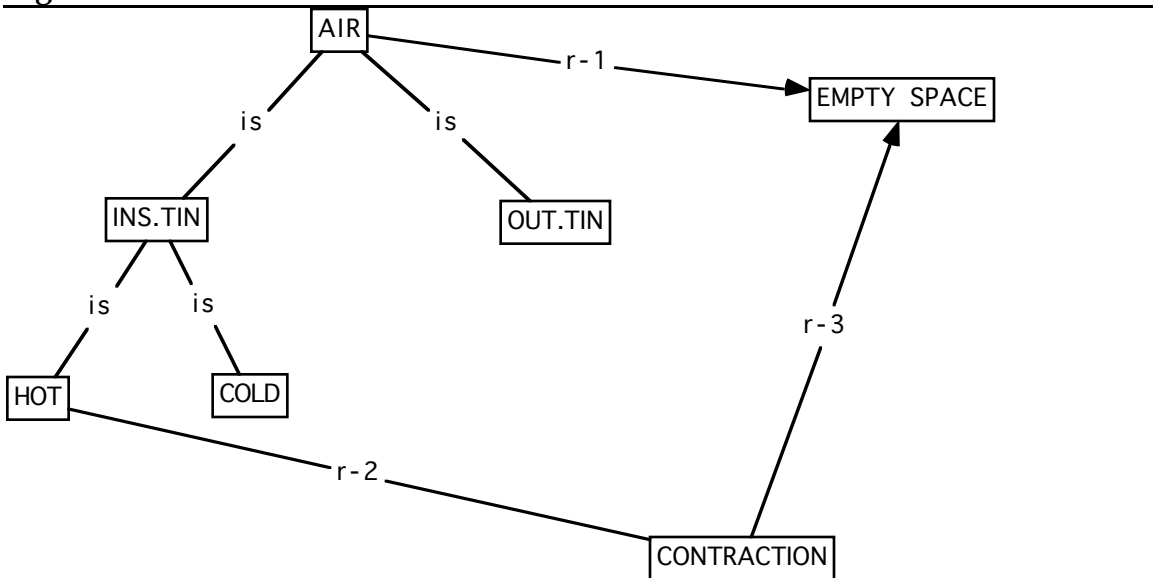 AIR
r-1
EMPTY SPACE
is
is
INS.TIN
OUT.TIN
is
is
r-3
HOT
COLD
r-2
CONTRACTION